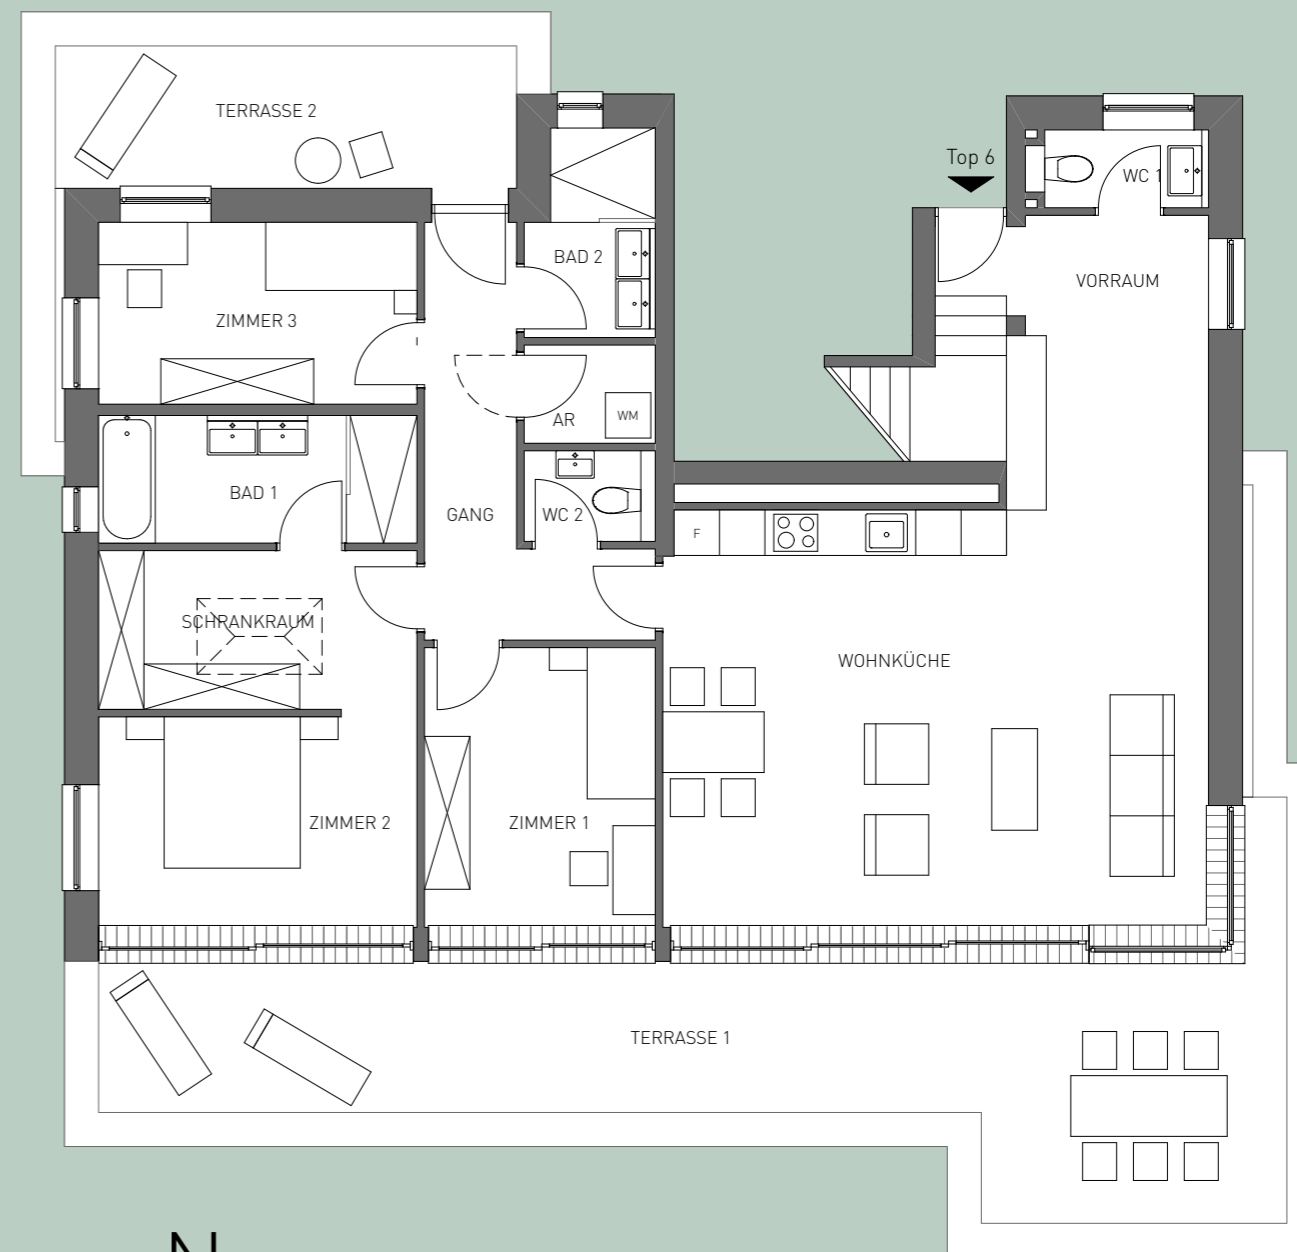 TERRASSE 2
Top 6
WC 1
BAD 2
VORRAUM
ZIMMER 3
AR
WM
BAD 1
GANG
WC 2
F
SCHRANKRAUM
WOHNKÜCHE
ZIMMER 2
ZIMMER 1
TERRASSE 1
N